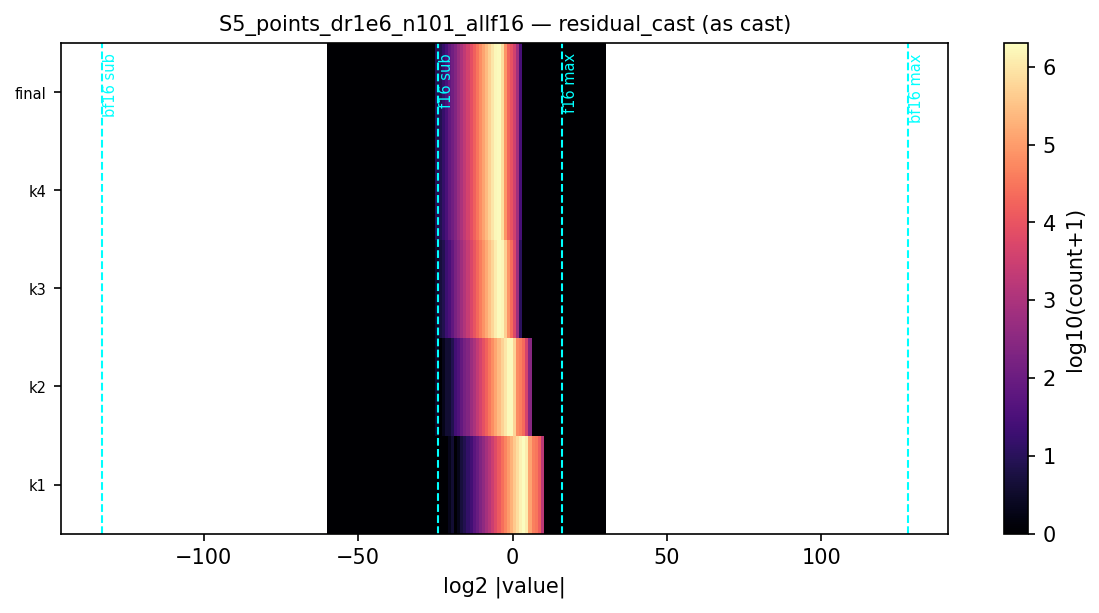 S5_points_dr1e6_n101_allf16 — residual_cast (as cast)
bf16 sub
f16 sub
f16 max
bf16 max
final
k4
k3
k2
k1
−100
−50
0
50
100
log2 |value|
6
5
4
3
2
1
0
log10(count+1)